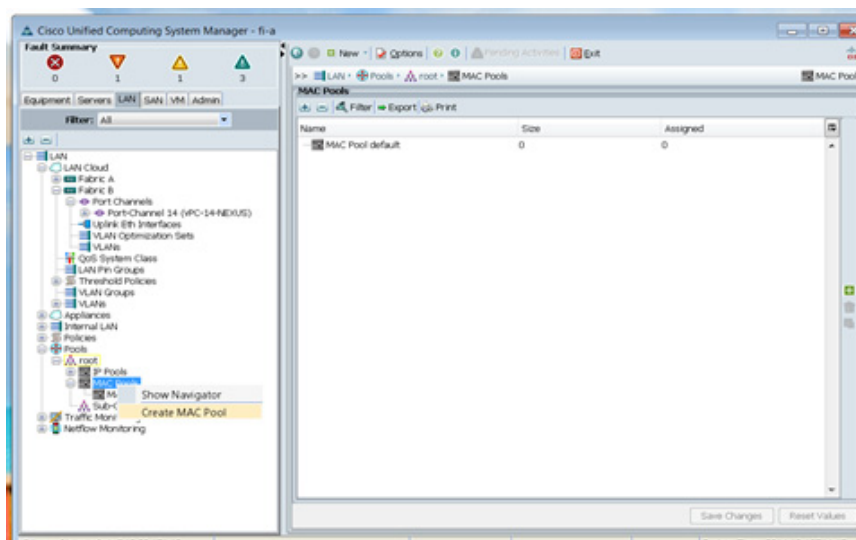 Cisco Unified Computing System Manager - fi-a
Fault Summary
0 1 1 3
New Options Pending Activities Exit
>> LAN Pools root MAC Pools
MAC Pool
Equipment Servers LAN SAN VM Admin
MAC Pools
Filter: All
Filter Export Print
Name Size Assigned
MAC Pool default 0 0
LAN
LAN Cloud
Fabric A
Fabric B
Port Channels
Port-Channel 14 (VPC-14-NEXUS)
Uplink Eth Interfaces
VLAN Optimization Sets
VLANs
QoS System Class
LAN Pin Groups
Threshold Policies
VLAN Groups
VLANs
Appliances
Internal LAN
Policies
Pools
root
IP Pools
MAC Pools
Show Navigator
Create MAC Pool
Netflow Monitoring
Save Changes Reset Values